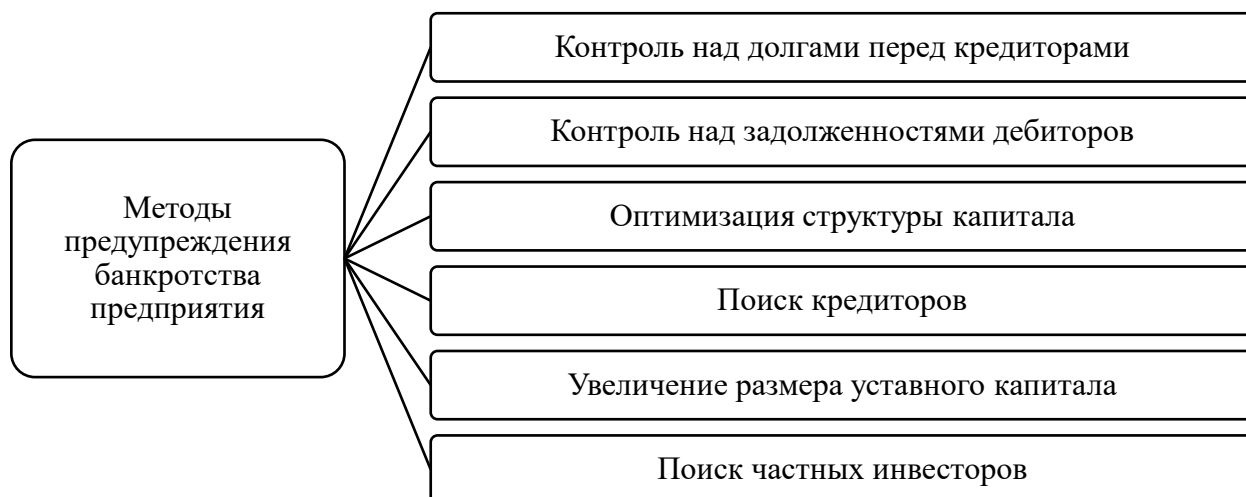 Контроль над долгами перед кредиторами
Контроль над задолженностями дебиторов
Методы
предупреждения
банкротства
предприятия
Оптимизация структуры капитала
Поиск кредиторов
Увеличение размера уставного капитала
Поиск частных инвесторов